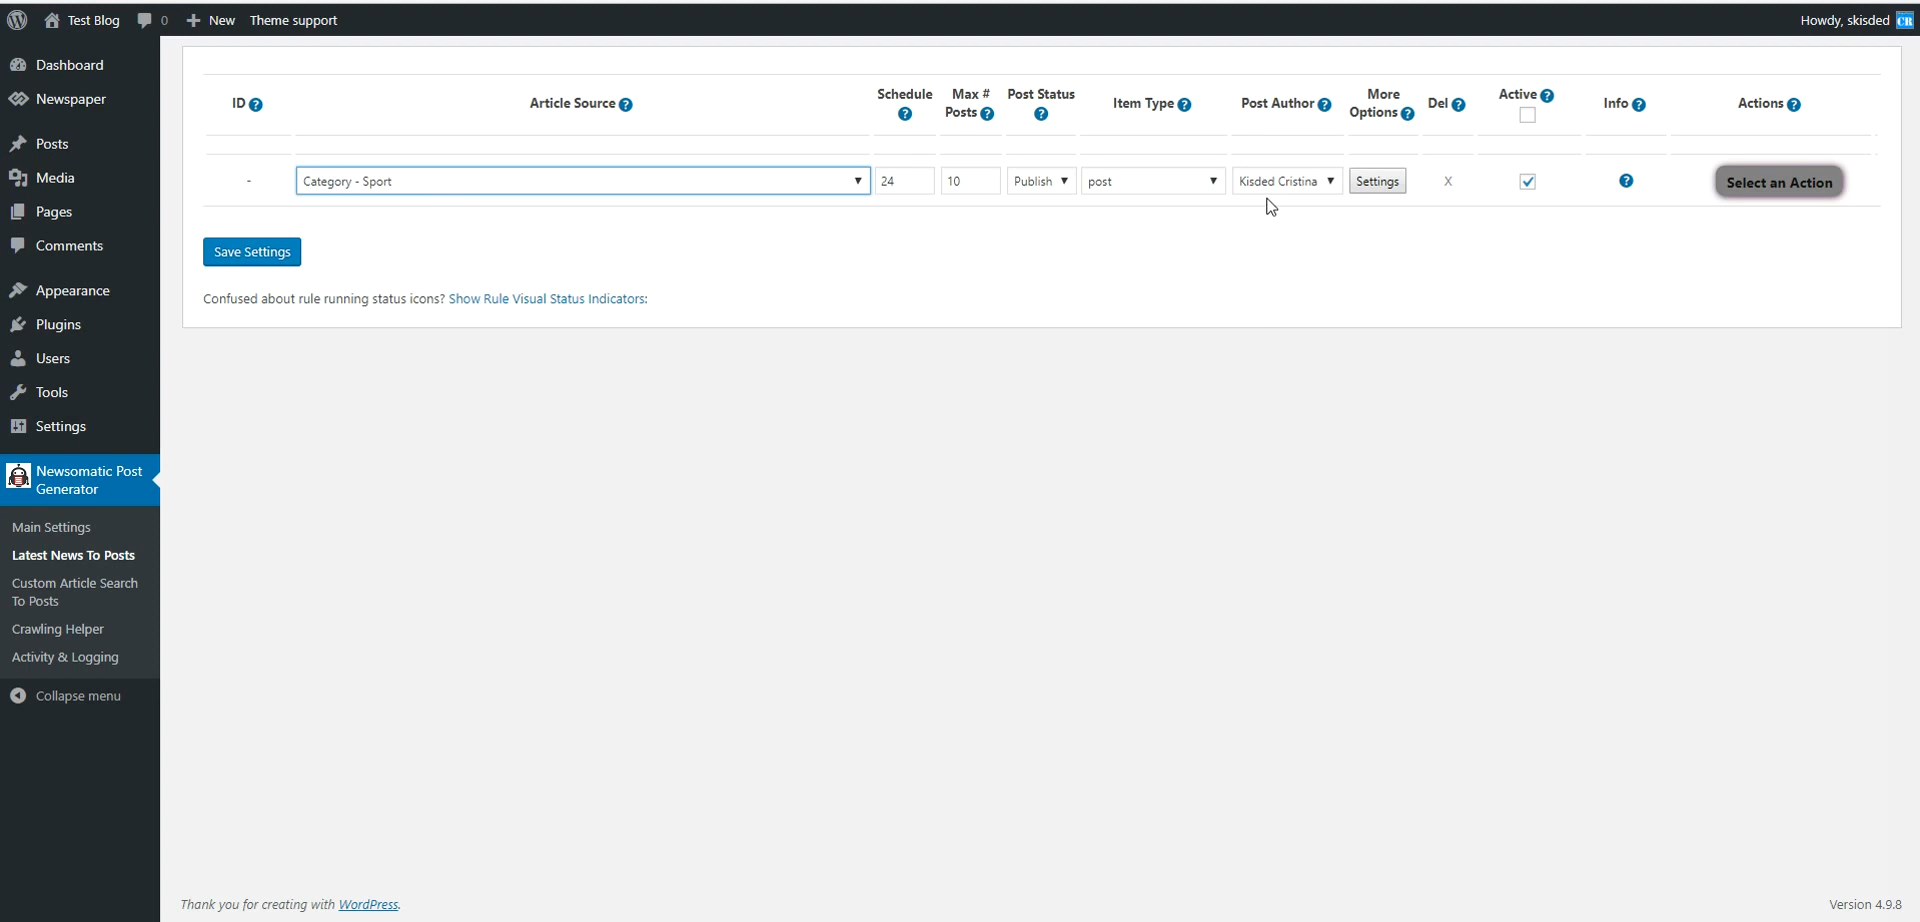 Test Blog 0 New Theme support Howdy, skisded CR
Dashboard
Newspaper
Posts
Media
Pages
Comments
Appearance
Plugins
Users
Tools
Settings
Newsomatic Post
Generator
Main Settings
Latest News To Posts
Custom Article Search
To Posts
Crawling Helper
Activity & Logging
Collapse menu
ID ? Article Source ? Schedule ? Max # Posts ? Post Status ? Item Type ? Post Author ? More Options ? Del ? Active ? Info ? Actions ?
- Category - Sport 24 10 Publish post Kisded Cristina Settings X ? Select an Action
Save Settings
Confused about rule running status icons? Show Rule Visual Status Indicators:
Thank you for creating with WordPress. Version 4.9.8